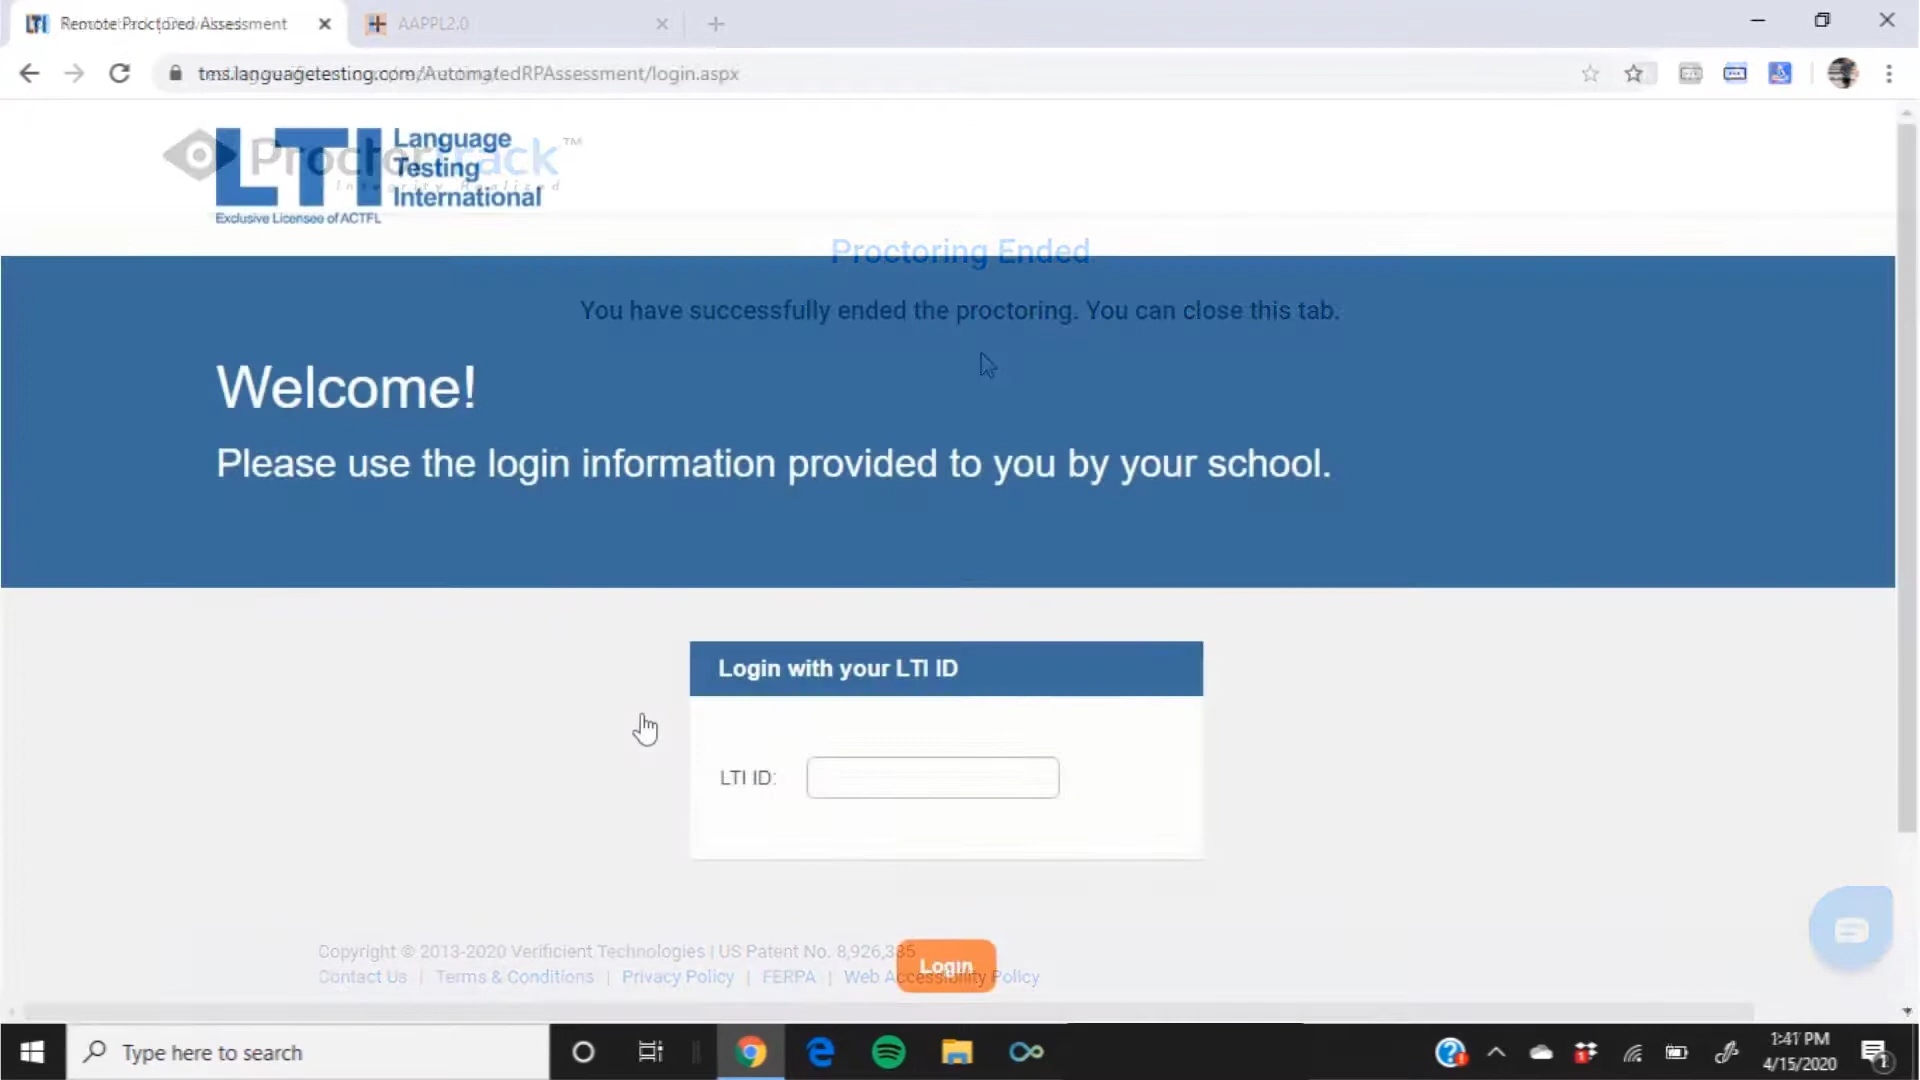 Remote Proctored Assessment
AAPPL2.0
tms.languagetesting.com/AutomatedRPAssessment/login.aspx
Proctortrack™
Integrity Realized
LTI
Language
Testing
International
Exclusive Licensee of ACTFL
Proctoring Ended
You have successfully ended the proctoring. You can close this tab.
Welcome!
Please use the login information provided to you by your school.
Login with your LTI ID
LTI ID:
Copyright © 2013-2020 Verificient Technologies | US Patent No. 8,926,335
Login
Contact Us | Terms & Conditions | Privacy Policy | FERPA | Web Accessibility Policy
Type here to search
1:41 PM
4/15/2020